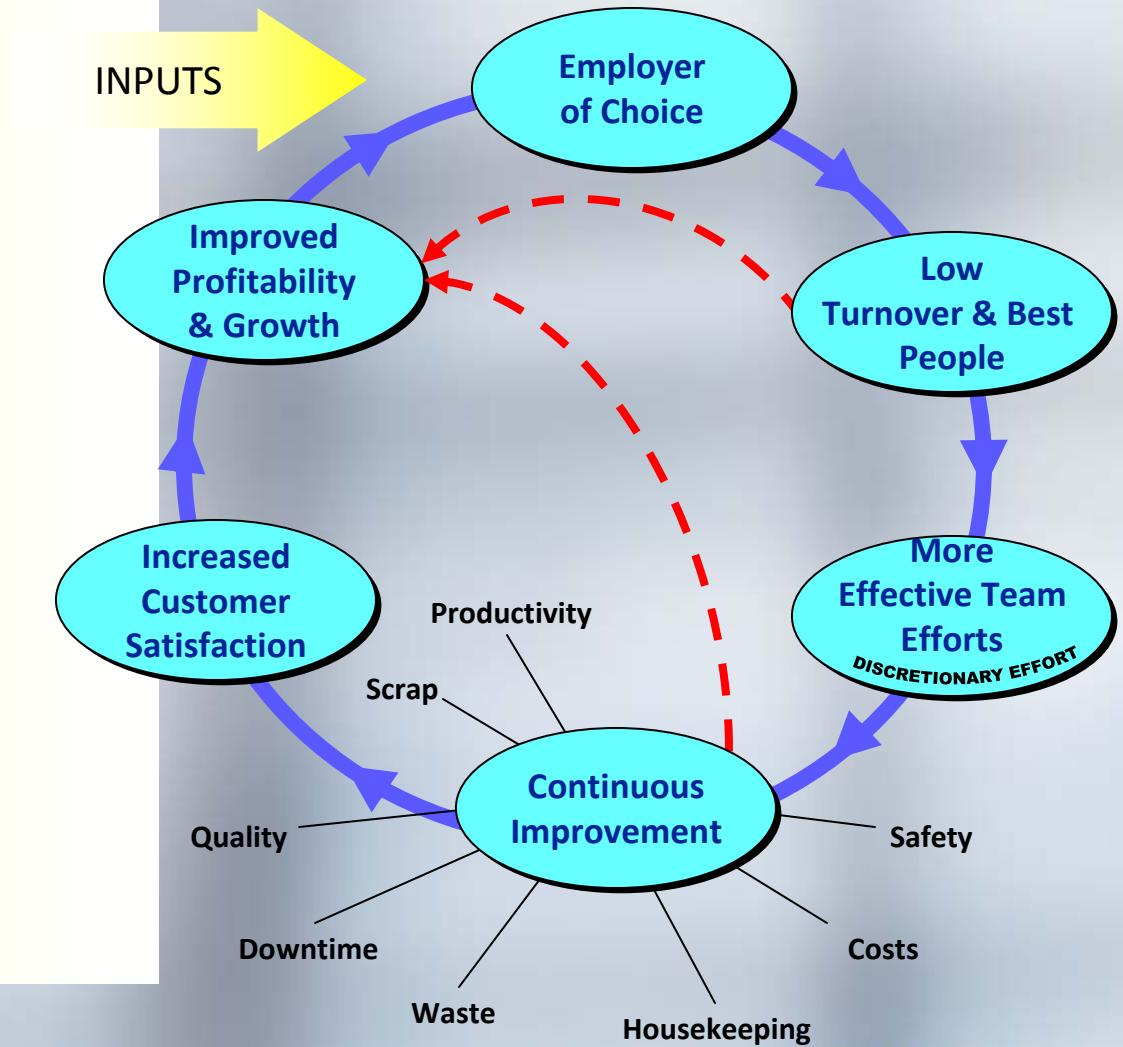 INPUTS
Employer
of Choice
Improved
Profitability
& Growth
Low
Turnover & Best
People
Increased
Customer
Satisfaction
More
Effective Team
Efforts
DISCRETIONARY EFFORT
Productivity
Scrap
Continuous
Improvement
Quality
Safety
Downtime
Costs
Waste
Housekeeping